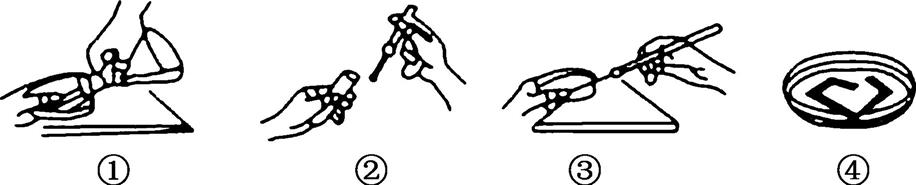 ① ② ③ ④